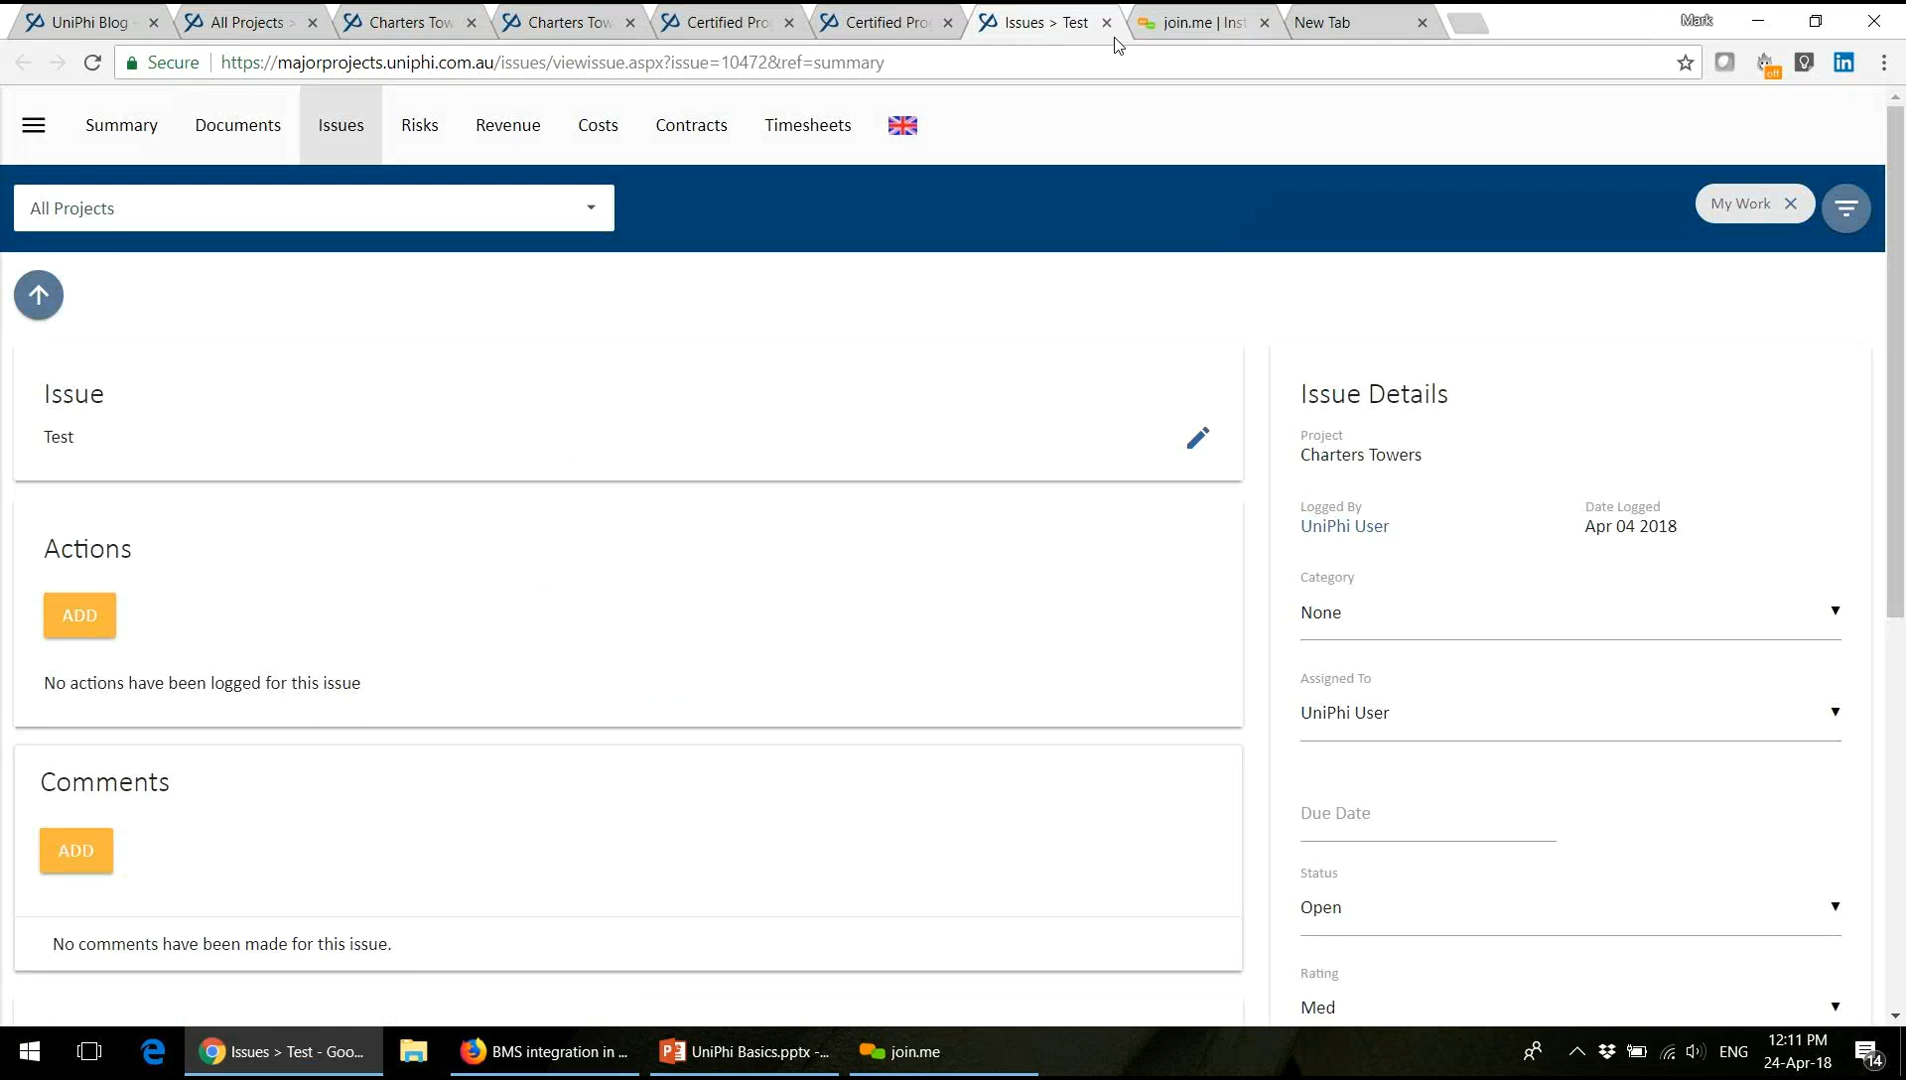 UniPhi Blog
All Projects >
Charters Tow
Charters Tow
Certified Pro
Certified Pro
Issues > Test
join.me | Inst
New Tab
Mark
Secure
https://majorprojects.uniphi.com.au/issues/viewissue.aspx?issue=10472&ref=summary
off
in
Summary
Documents
Issues
Risks
Revenue
Costs
Contracts
Timesheets
All Projects
My Work
Issue
Test
Actions
ADD
No actions have been logged for this issue
Comments
ADD
No comments have been made for this issue.
Issue Details
Project
Charters Towers
Logged By
Date Logged
UniPhi User
Apr 04 2018
Category
None
Assigned To
UniPhi User
Due Date
Status
Open
Rating
Med
Issues > Test - Goo...
BMS integration in ...
UniPhi Basics.pptx -...
join.me
ENG
12:11 PM
24-Apr-18
14